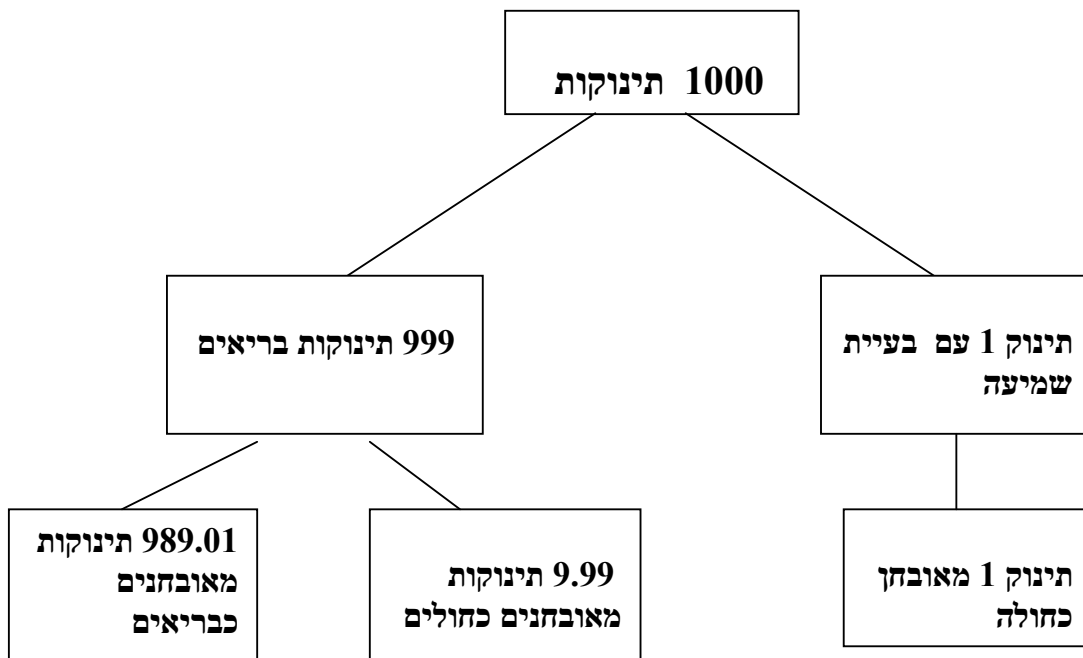 1000 תינוקות
תינוק 1 עם בעיית
שמיעה
999 תינוקות בריאים
תינוק 1 מאובחן
כחולה
9.99 תינוקות
מאובחנים כחולים
989.01 תינוקות
מאובחנים
כבריאים